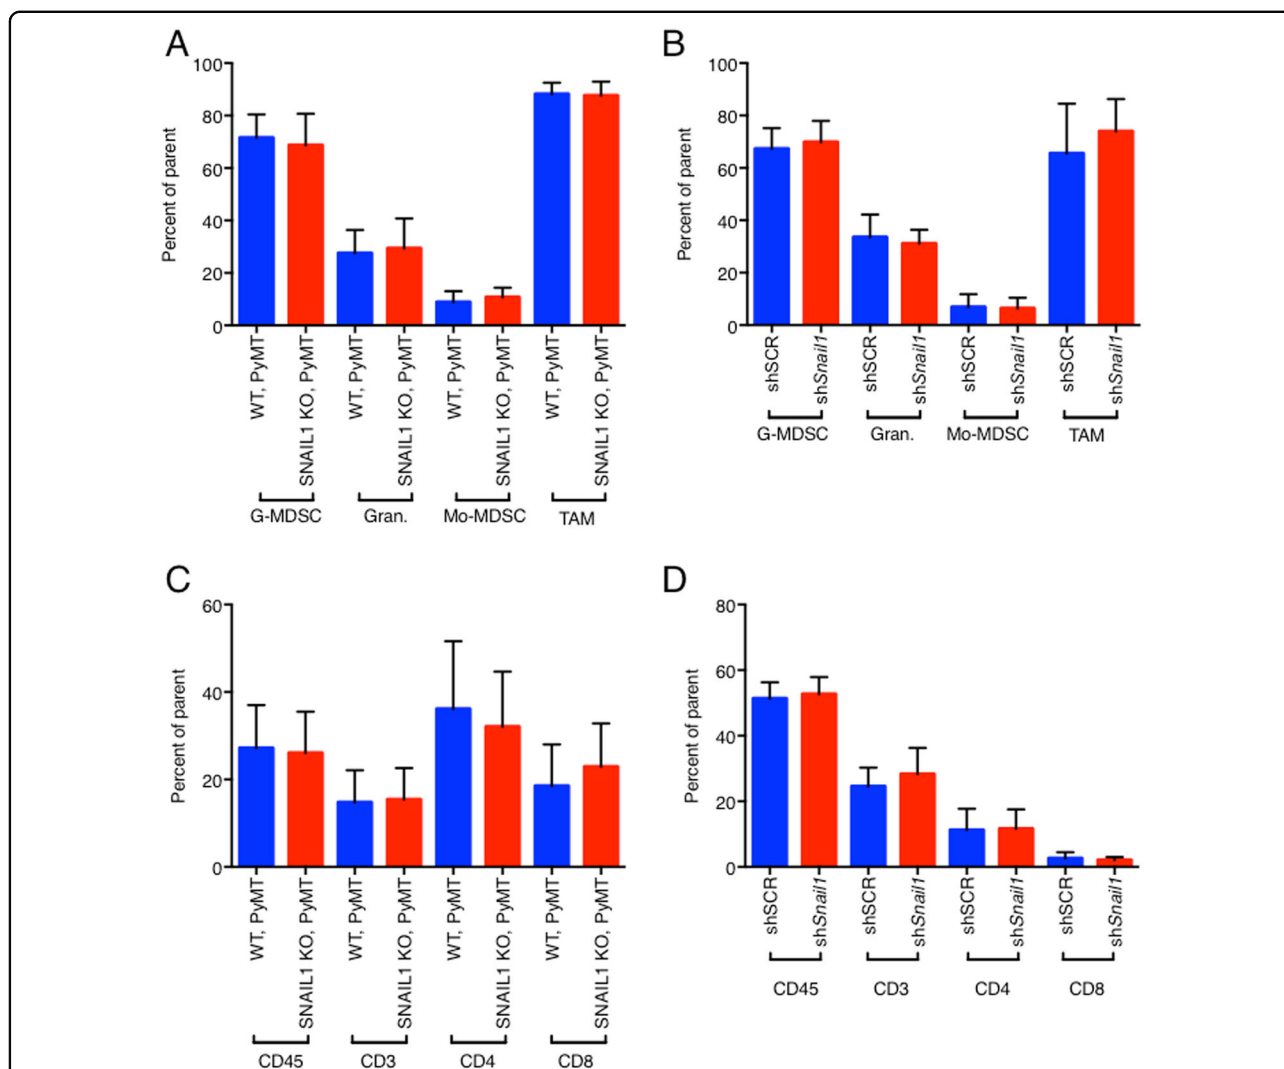 A
Percent of parent
100
80
60
40
20
0
WT, PyMT
SNAIL1 KO, PyMT
WT, PyMT
SNAIL1 KO, PyMT
WT, PyMT
SNAIL1 KO, PyMT
WT, PyMT
SNAIL1 KO, PyMT
G-MDSC
Gran.
Mo-MDSC
TAM
B
Percent of parent
100
80
60
40
20
0
shSCR
shSnail1
shSCR
shSnail1
shSCR
shSnail1
shSCR
shSnail1
G-MDSC
Gran.
Mo-MDSC
TAM
C
Percent of parent
60
40
20
0
WT, PyMT
SNAIL1 KO, PyMT
WT, PyMT
SNAIL1 KO, PyMT
WT, PyMT
SNAIL1 KO, PyMT
WT, PyMT
SNAIL1 KO, PyMT
CD45
CD3
CD4
CD8
D
Percent of parent
80
60
40
20
0
shSCR
shSnail1
shSCR
shSnail1
shSCR
shSnail1
shSCR
shSnail1
CD45
CD3
CD4
CD8